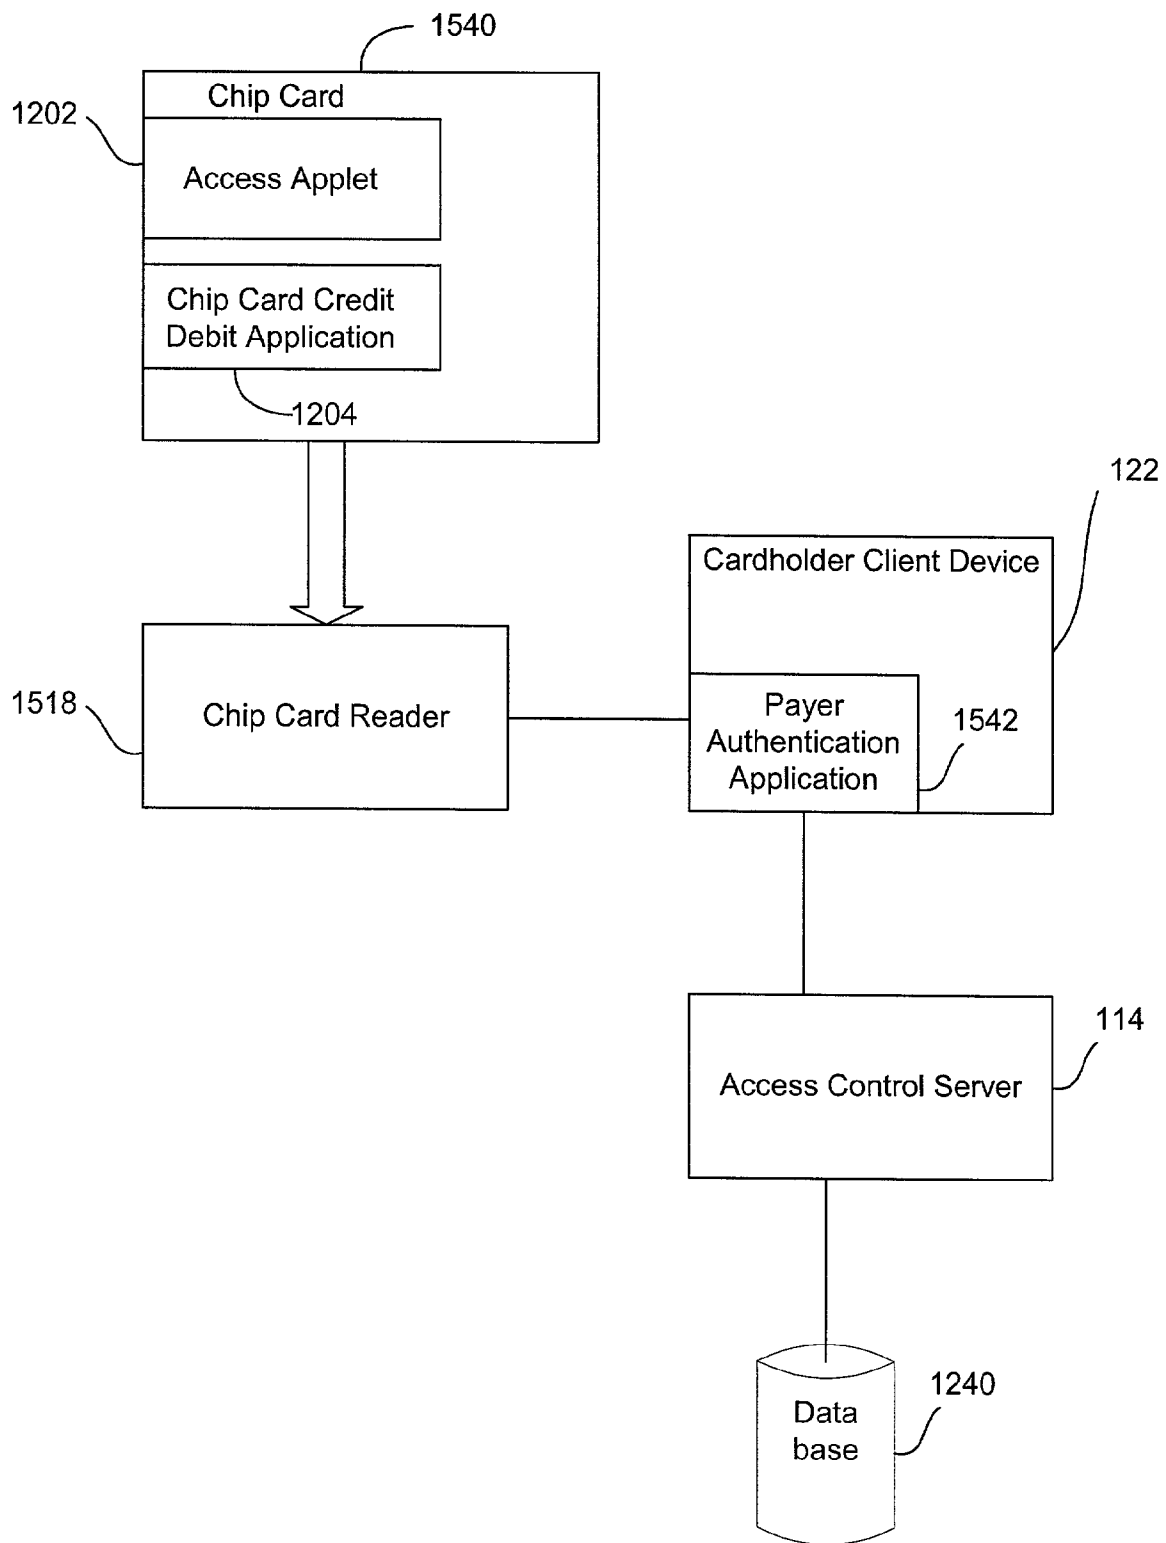 1540
Chip Card
1202
Access Applet
Chip Card Credit
Debit Application
1204
122
Cardholder Client Device
1518
Chip Card Reader
Payer
Authentication
Application
1542
114
Access Control Server
1240
Data
base